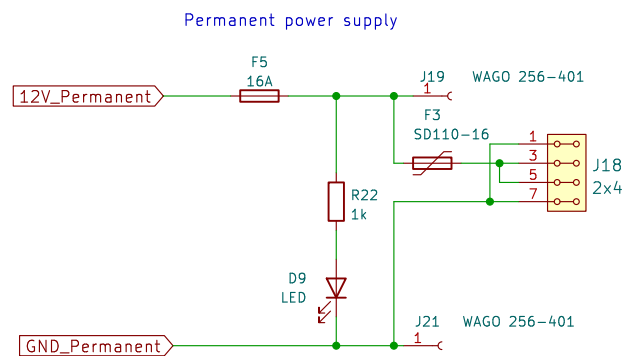 Permanent power supply
F5
16A
12V_Permanent
J19
1
WAGO 256-401
F3
SD110-16
1
3
5
7
J18
2x4
R22
1k
D9
LED
GND_Permanent
J21
1
WAGO 256-401